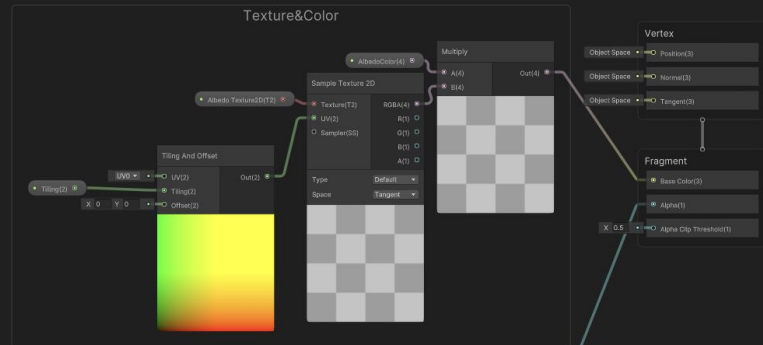 Texture&Color
Tiling(2)
Tiling And Offset
UV0
UV(2)
Out(2)
Tiling(2)
X 0 Y 0
Offset(2)
Albedo Texture2D(T2)
Sample Texture 2D
Texture(T2)
RGBA(4)
UV(2)
R(1)
Sampler(SS)
G(1)
B(1)
A(1)
Type
Default
Space
Tangent
AlbedoColor(4)
Multiply
A(4)
Out(4)
B(4)
Vertex
Object Space
Position(3)
Object Space
Normal(3)
Object Space
Tangent(3)
Fragment
Base Color(3)
Alpha(1)
X 0.5
Alpha Clip Threshold(1)